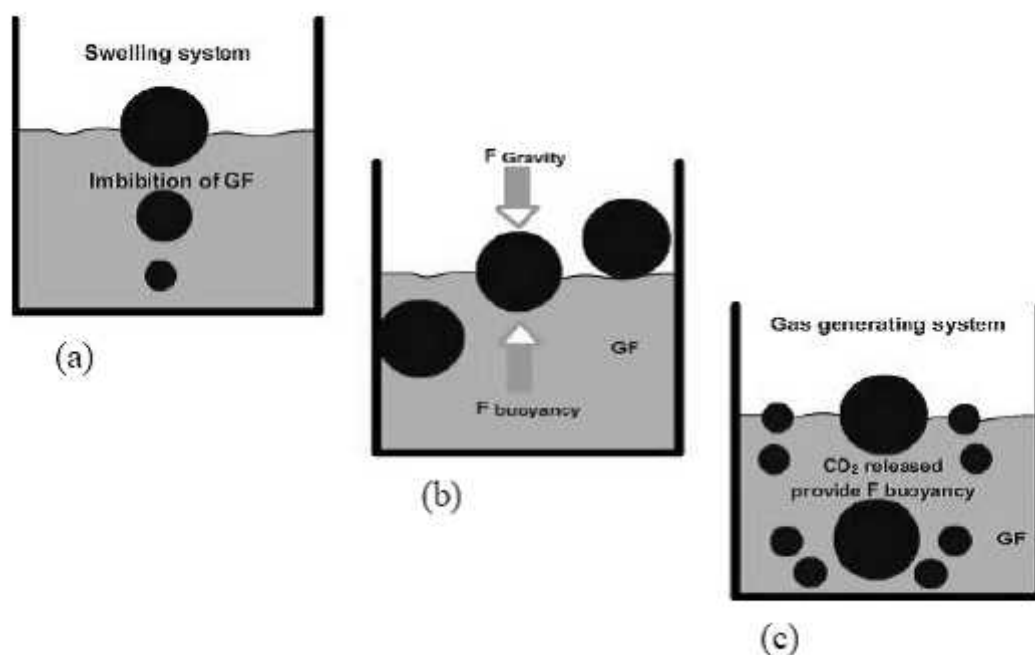 Swelling system
Imbibition of GF
(a)
F Gravity
GF
F buoyancy
(b)
Gas generating system
CO₂ released
provide F buoyancy
GF
(c)